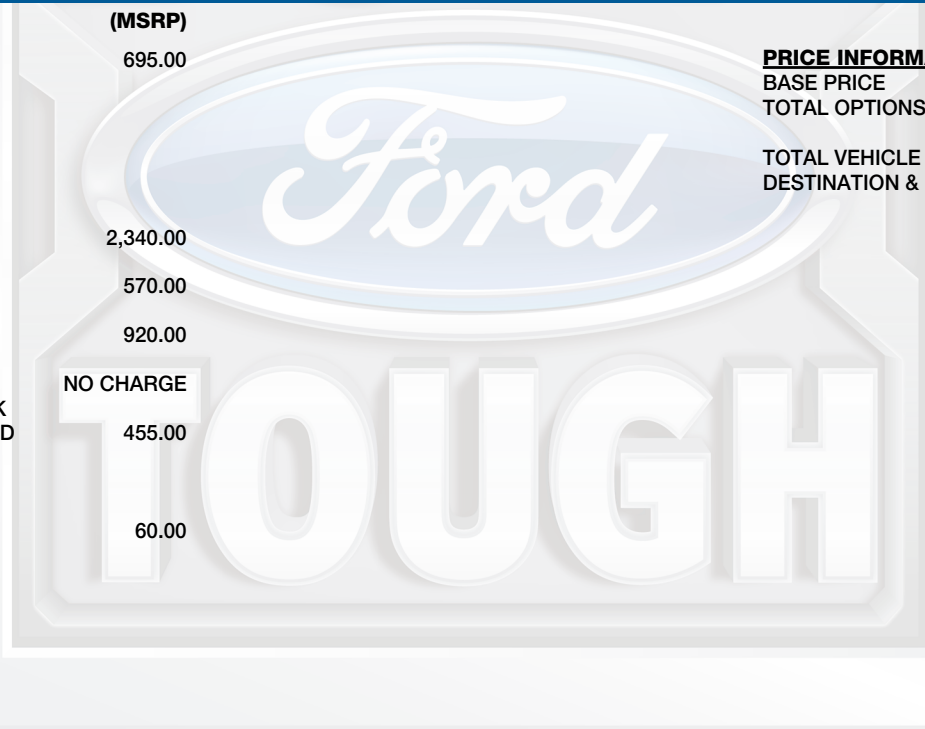 (MSRP)
695.00
2,340.00
570.00
920.00
NO CHARGE
K
D 455.00
60.00
PRICE INFORMA
BASE PRICE
TOTAL OPTIONS
TOTAL VEHICLE
DESTINATION &
Ford
TOUGH